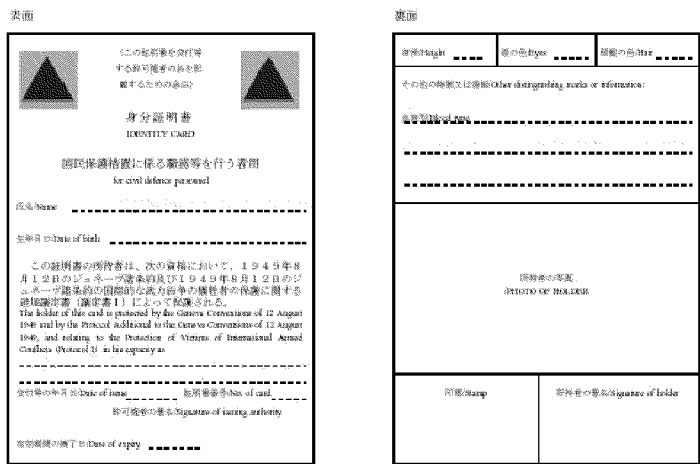 表面
(この証明書を交付等
する許可権者の名を記
載するための余白)
身分証明書
IDENTITY CARD
国民保護措置に係る職務等を行う者用
for civil defence personnel
氏名/Name
生年月日/Date of birth
この証明書の所持者は、次の資格において、1949年8
月12日のジュネーヴ諸条約及び1949年8月12日のジ
ュネーヴ諸条約の国際的な武力紛争の犠牲者の保護に関する
追加議定書(議定書Ⅰ)によって保護される。
The holder of this card is protected by the Geneva Conventions of 12 August
1949 and by the Protocol Additional to the Geneva Conventions of 12 August
1949, and relating to the Protection of Victims of International Armed
Conflicts (Protocol I) in his capacity as
交付等の年月日/Date of issue 証明書番号/No. of card
許可権者の署名/Signature of issuing authority
有効期間の満了日/Date of expiry
裏面
身長/Height 眼の色/Eyes 頭髪の色/Hair
その他の特徴又は情報/Other distinguishing marks or information:
血液型/Blood type
所持者の写真
/PHOTO OF HOLDER
印章/Stamp 所持者の署名/Signature of holder